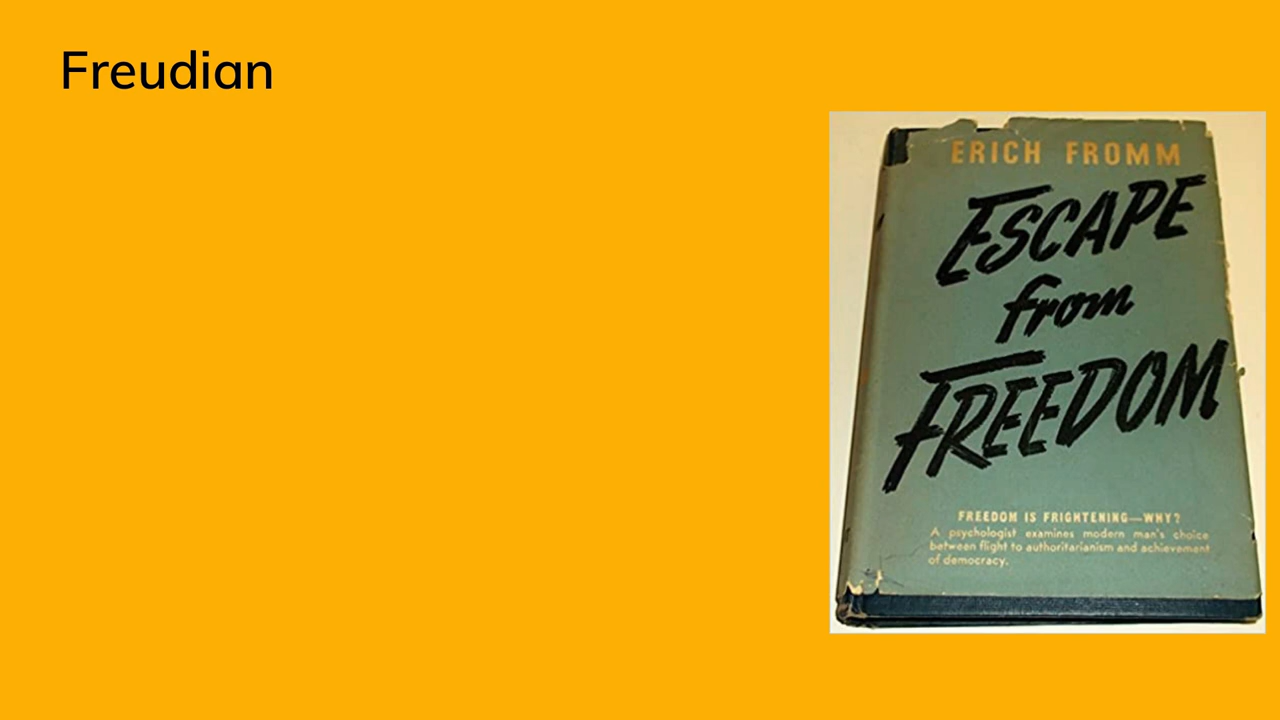 Freudian
ERICH FROMM
ESCAPE
from
FREEDOM
FREEDOM IS FRIGHTENING—WHY?
A psychologist examines modern man's choice
between flight to authoritarianism and achievement
of democracy.